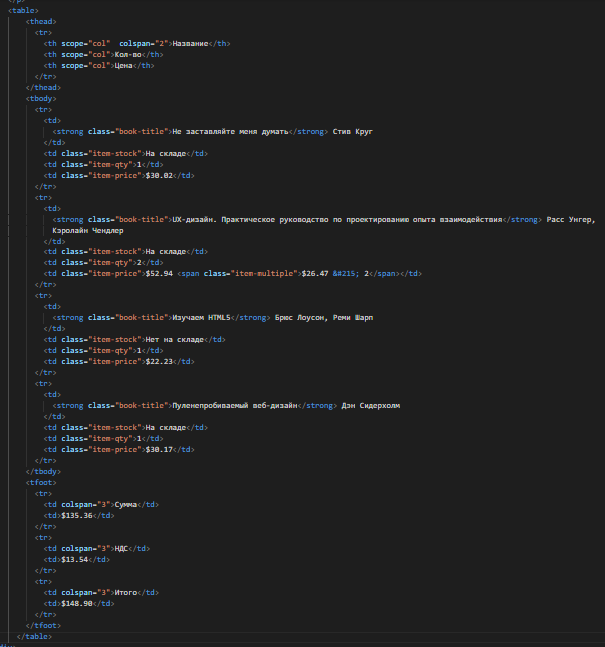 <table>
<thead>
<tr>
<th scope="col"  colspan="2">Название</th>
<th scope="col">Кол-во</th>
<th scope="col">Цена</th>
</tr>
</thead>
<tbody>
<tr>
<td>
<strong class="book-title">Не заставляйте меня думать</strong> Стив Круг
</td>
<td class="item-stock">На складе</td>
<td class="item-qty">1</td>
<td class="item-price">$30.02</td>
</tr>
<tr>
<td>
<strong class="book-title">UX-дизайн. Практическое руководство по проектированию опыта взаимодействия</strong> Расс Унгер,
Кэролайн Чендлер
</td>
<td class="item-stock">На складе</td>
<td class="item-qty">2</td>
<td class="item-price">$52.94 <span class="item-multiple">$26.47 &#215; 2</span></td>
</tr>
<tr>
<td>
<strong class="book-title">Изучаем HTML5</strong> Брюс Лоусон, Реми Шарп
</td>
<td class="item-stock">Нет на складе</td>
<td class="item-qty">1</td>
<td class="item-price">$22.23</td>
</tr>
<tr>
<td>
<strong class="book-title">Пуленепробиваемый веб-дизайн</strong> Дэн Сидерхолм
</td>
<td class="item-stock">На складе</td>
<td class="item-qty">1</td>
<td class="item-price">$30.17</td>
</tr>
</tbody>
<tfoot>
<tr>
<td colspan="3">Сумма</td>
<td>$135.36</td>
</tr>
<tr>
<td colspan="3">НДС</td>
<td>$13.54</td>
</tr>
<tr>
<td colspan="3">Итого</td>
<td>$148.90</td>
</tr>
</tfoot>
</table>